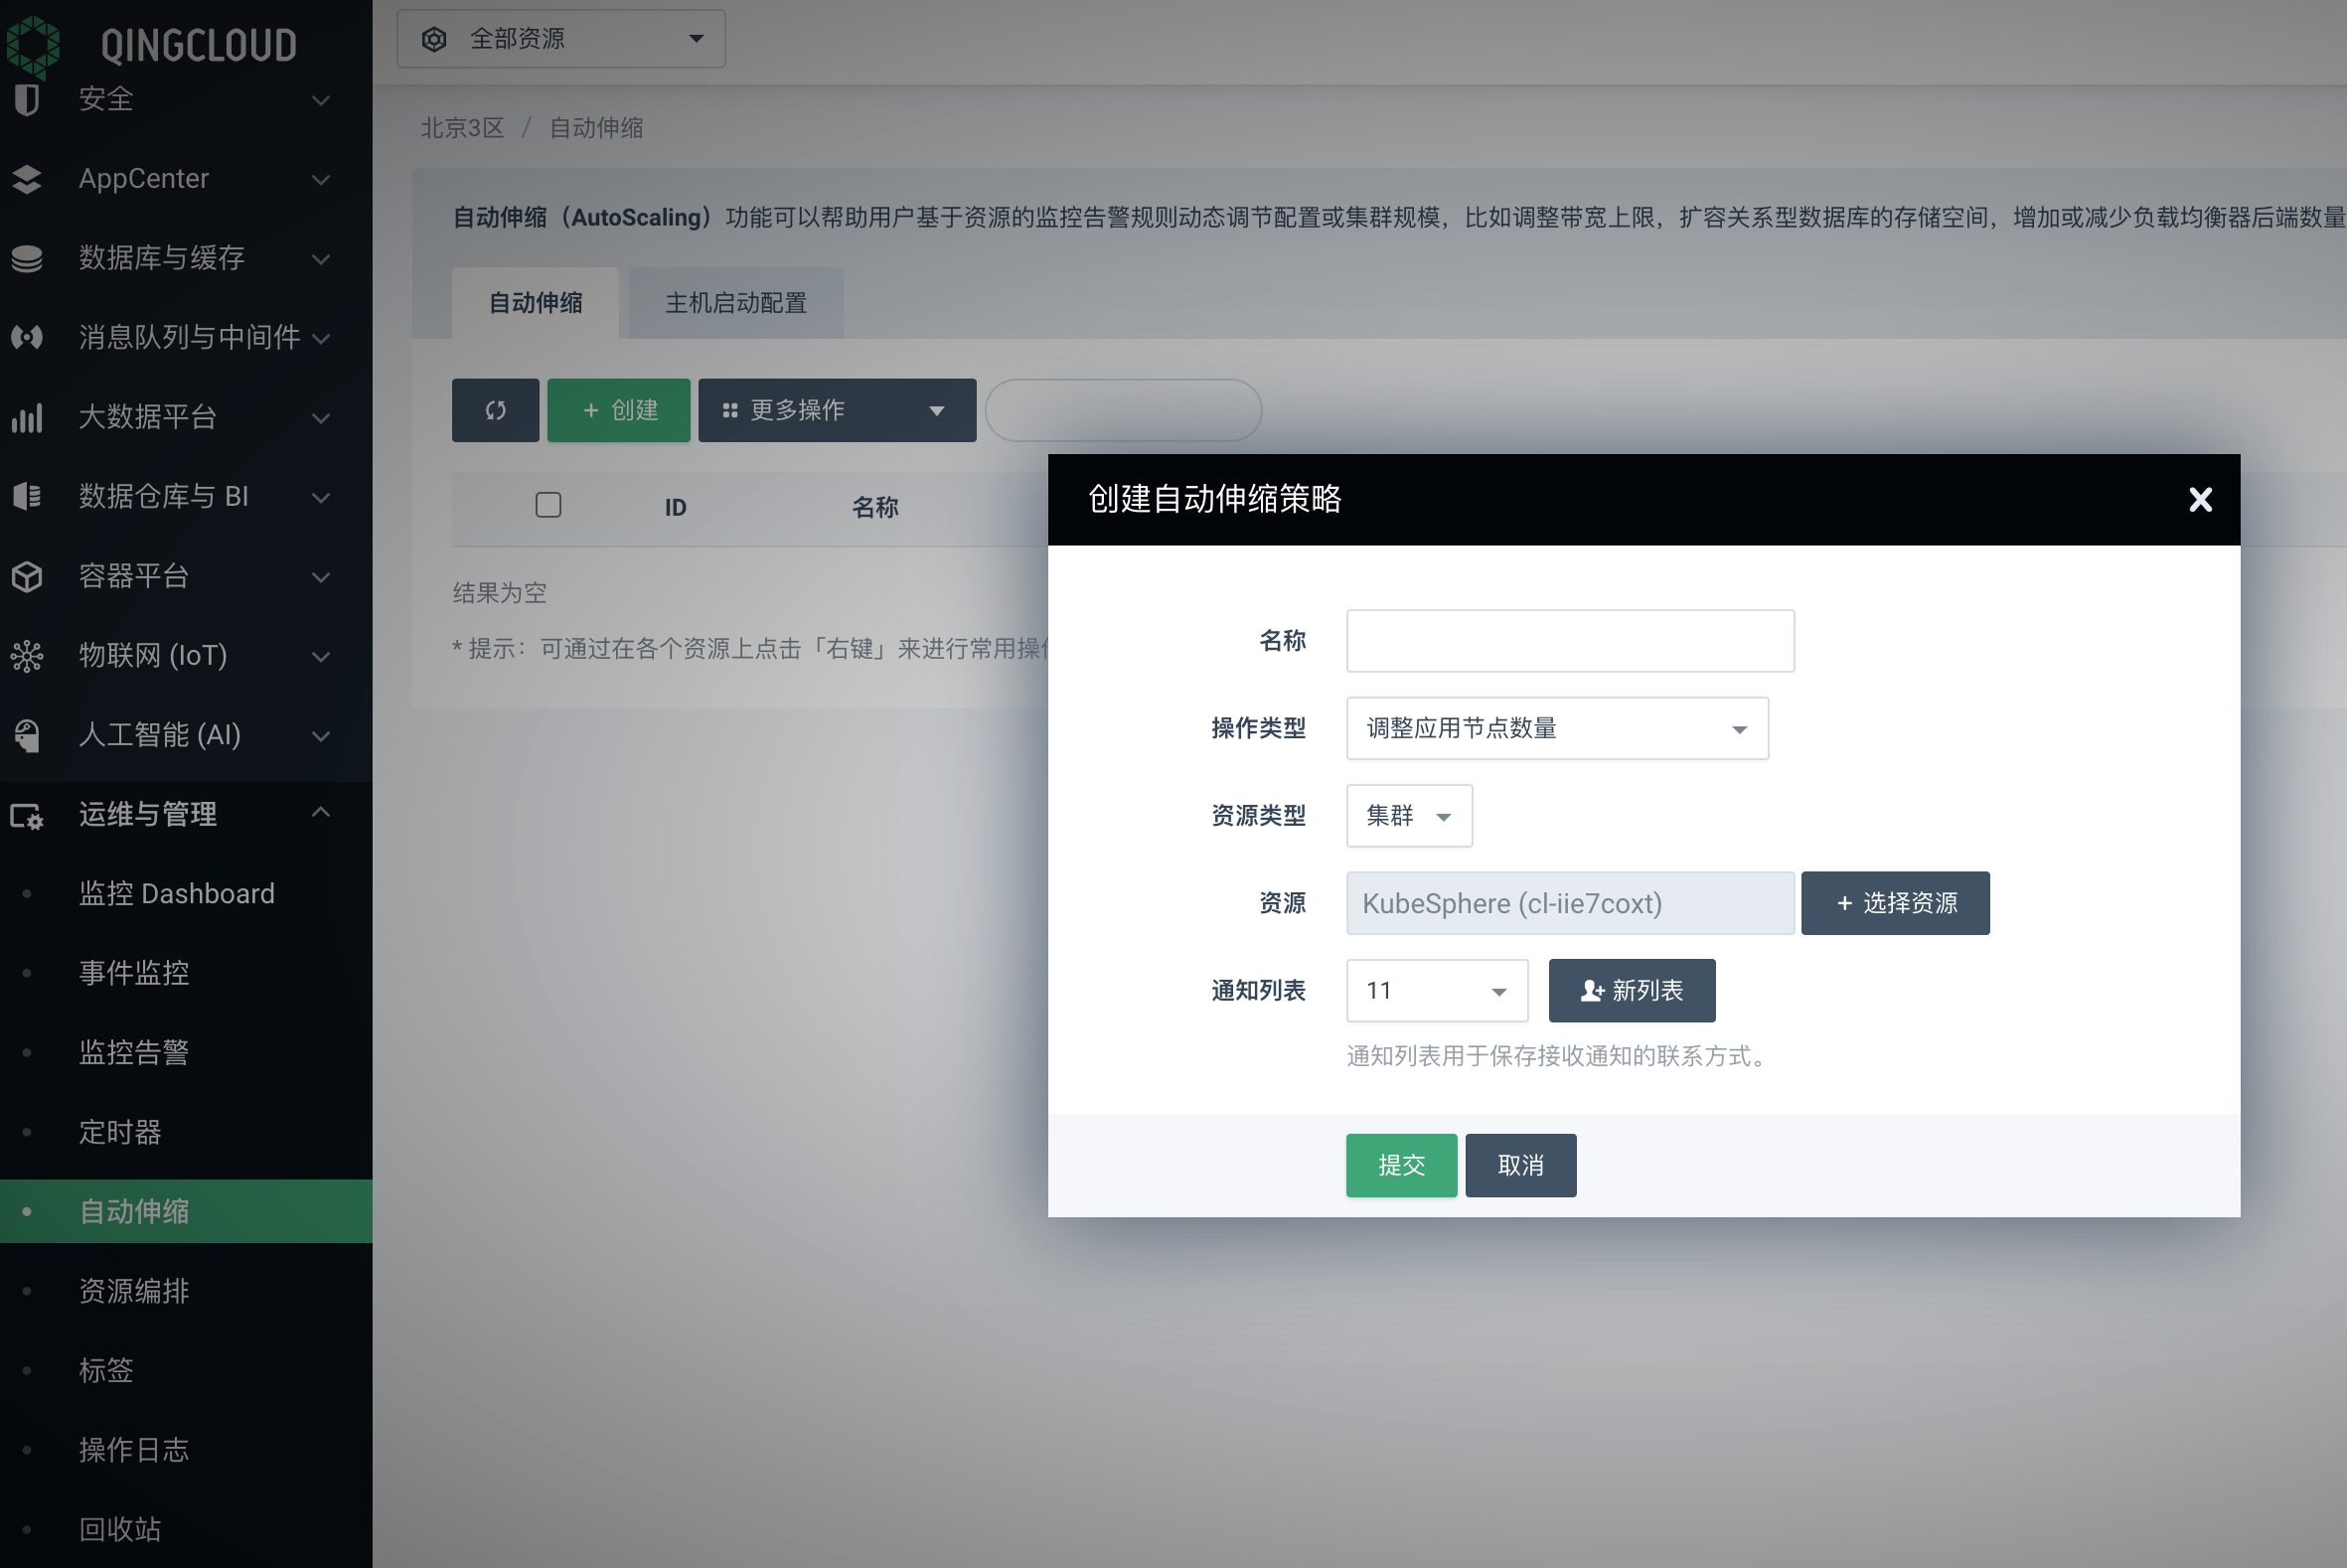 QINGCLOUD
安全
AppCenter
数据库与缓存
消息队列与中间件
大数据平台
数据仓库与 BI
容器平台
物联网 (IoT)
人工智能 (AI)
运维与管理
监控 Dashboard
事件监控
监控告警
定时器
自动伸缩
资源编排
标签
操作日志
回收站
全部资源
北京3区 / 自动伸缩
自动伸缩（AutoScaling）功能可以帮助用户基于资源的监控告警规则动态调节配置或集群规模，比如调整带宽上限，扩容关系型数据库的存储空间，增加或减少负载均衡器后端数量
自动伸缩 主机启动配置
+ 创建 更多操作
ID 名称
结果为空
* 提示：可通过在各个资源上点击「右键」来进行常用操作
创建自动伸缩策略
名称
操作类型 调整应用节点数量
资源类型 集群
资源 KubeSphere (cl-iie7coxt) + 选择资源
通知列表 11 新列表
通知列表用于保存接收通知的联系方式。
提交 取消